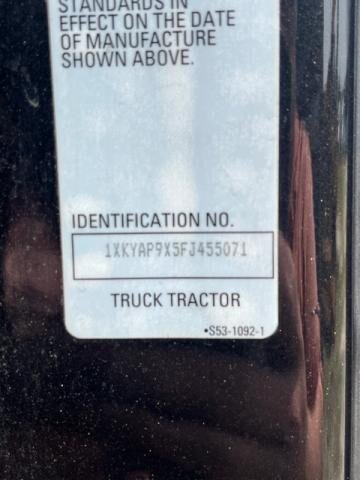 STANDARDS IN
EFFECT ON THE DATE
OF MANUFACTURE
SHOWN ABOVE.
IDENTIFICATION NO.
1XKYAP9X5FJ455071
TRUCK TRACTOR
•S53-1092-1